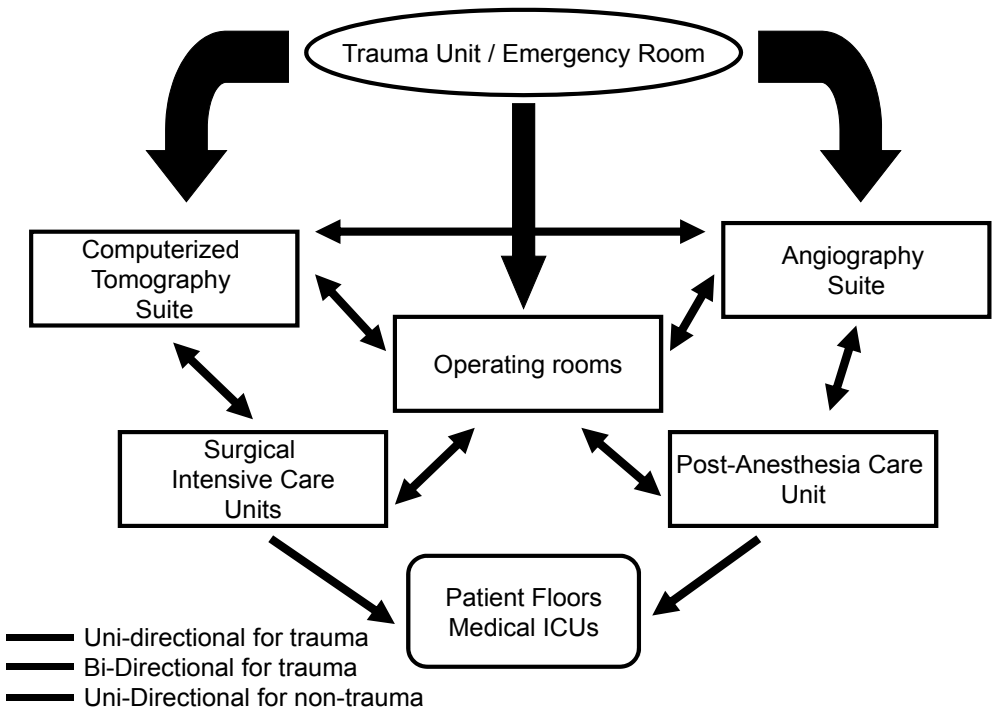 Trauma Unit / Emergency Room
Computerized
Tomography
Suite
Angiography
Suite
Operating rooms
Surgical
Intensive Care
Units
Post-Anesthesia Care
Unit
Patient Floors
Medical ICUs
Uni-directional for trauma
Bi-Directional for trauma
Uni-Directional for non-trauma